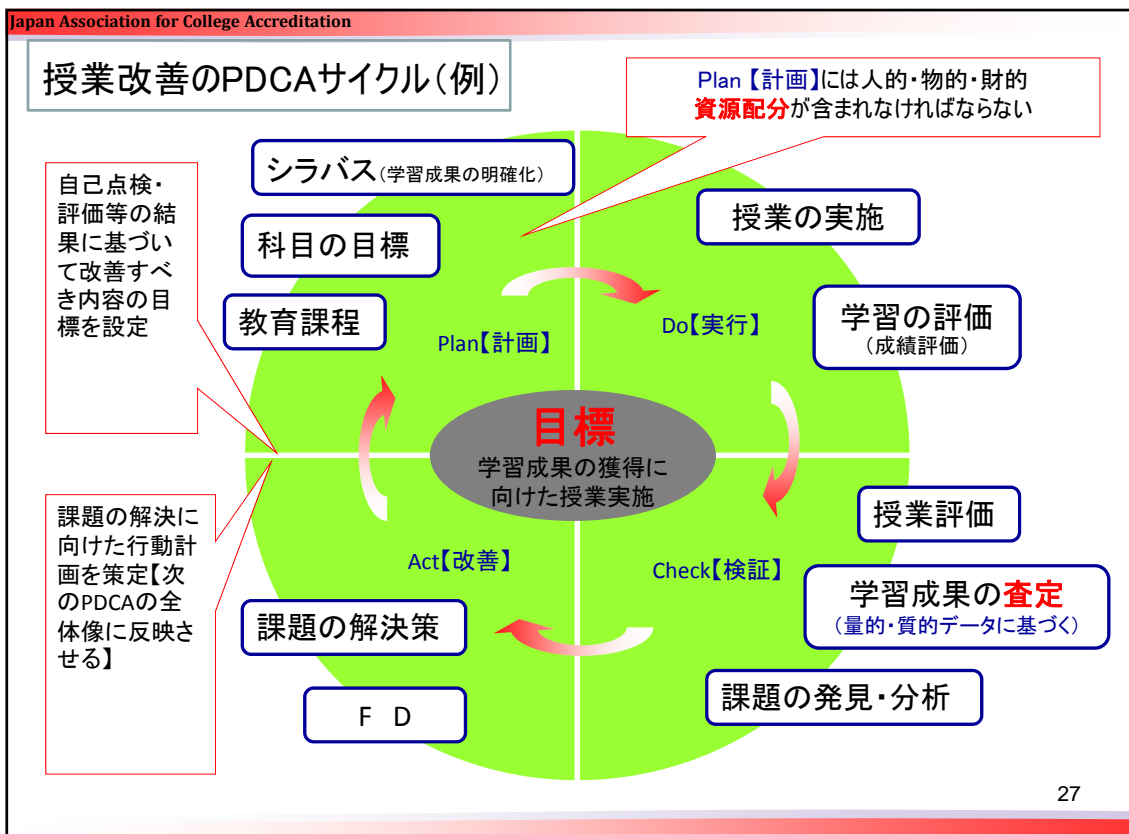 Japan Association for College Accreditation
授業改善のPDCAサイクル(例)
Plan【計画】には人的・物的・財的
資源配分が含まれなければならない
自己点検・
評価等の結
果に基づい
て改善すべ
き内容の目
標を設定
シラバス(学習成果の明確化)
科目の目標
教育課程
Plan【計画】
授業の実施
学習の評価
(成績評価)
Do【実行】
目標
学習成果の獲得に
向けた授業実施
授業評価
学習成果の査定
(量的・質的データに基づく)
課題の発見・分析
Check【検証】
Act【改善】
課題の解決策
F D
課題の解決に
向けた行動計
画を策定【次
のPDCAの全
体像に反映さ
せる】
27